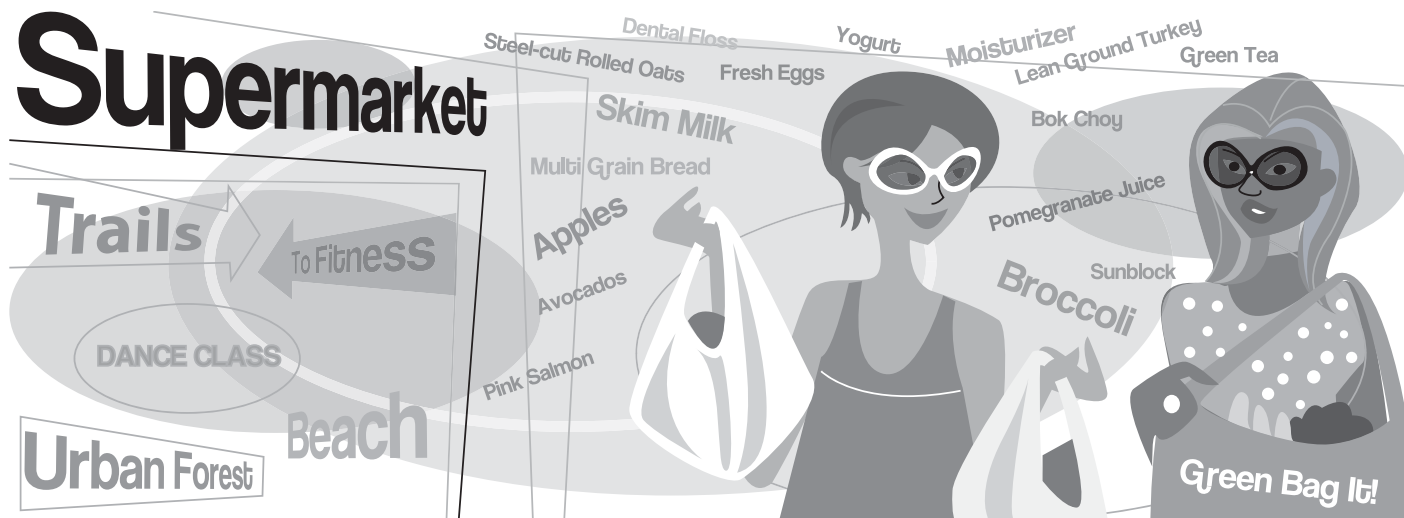 Supermarket
Dental Floss
Steel-cut Rolled Oats
Fresh Eggs
Yogurt
Moisturizer
Lean Ground Turkey
Green Tea
Skim Milk
Bok Choy
Multi Grain Bread
Trails
To Fitness
Apples
Pomegranate Juice
Avocados
Broccoli
Sunblock
DANCE CLASS
Pink Salmon
Beach
Urban Forest
Green Bag It!